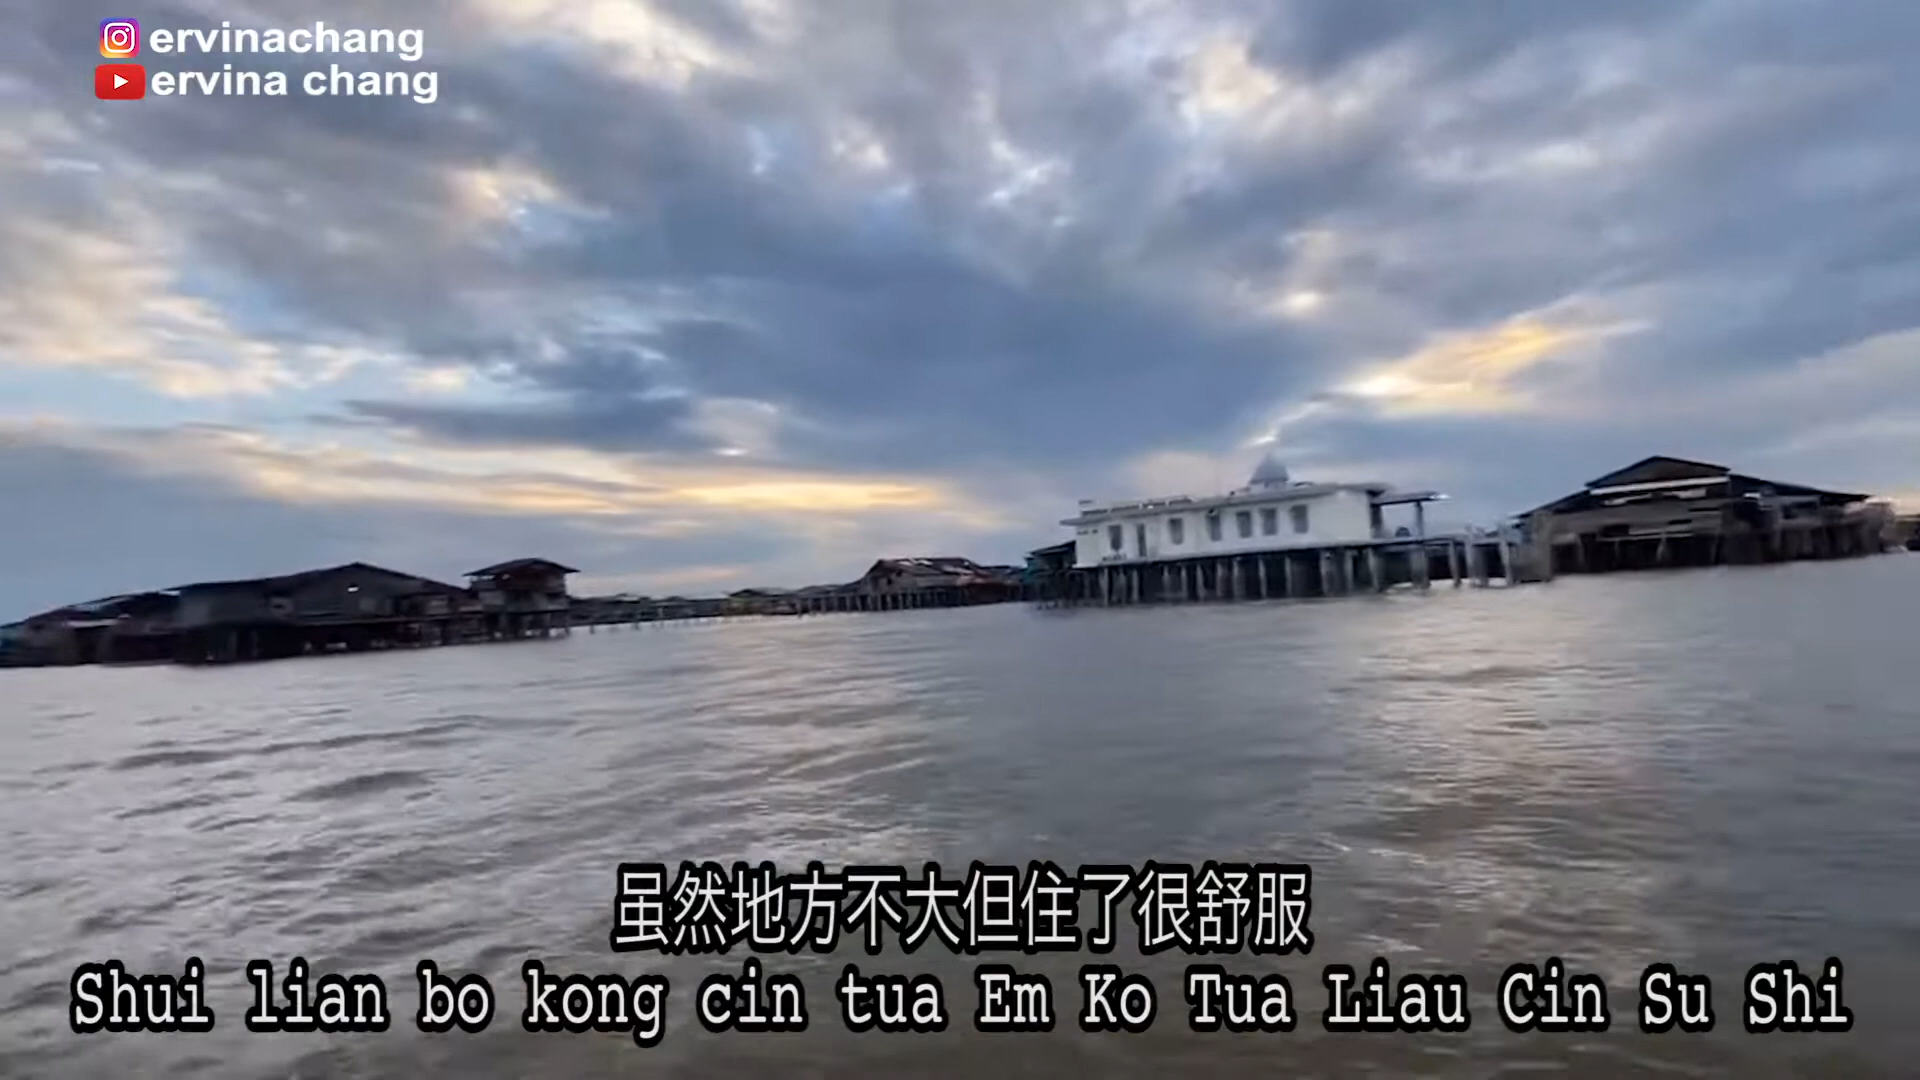 ervinachang
ervina chang
虽然地方不大但住了很舒服
Shui lian bo kong cin tua Em Ko Tua Liau Cin Su Shi